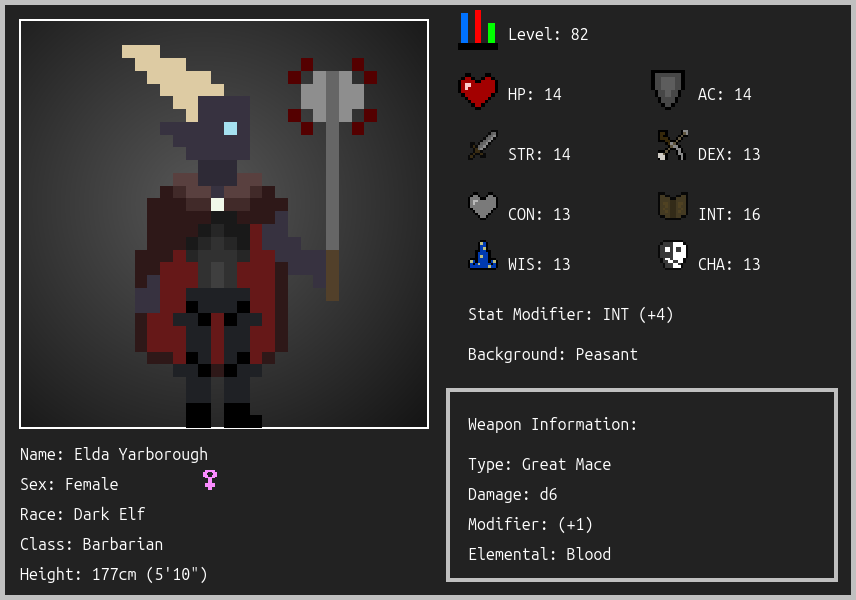 Level: 82
HP: 14
AC: 14
STR: 14
DEX: 13
CON: 13
INT: 16
WIS: 13
CHA: 13
Stat Modifier: INT (+4)
Background: Peasant
Weapon Information:
Type: Great Mace
Damage: d6
Modifier: (+1)
Elemental: Blood
Name: Elda Yarborough
Sex: Female
Race: Dark Elf
Class: Barbarian
Height: 177cm (5'10")